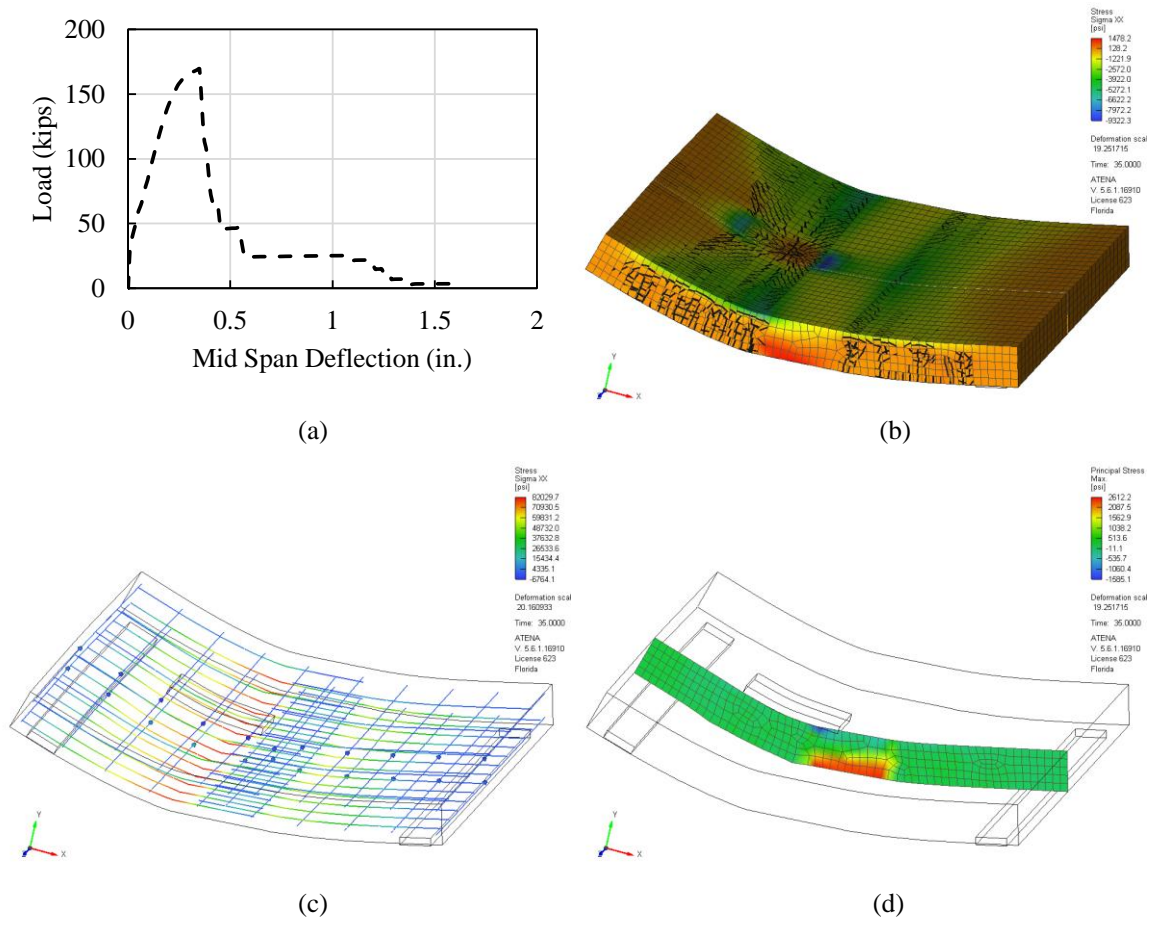 200
150
100
50
0
Load (kips)
0 0.5 1 1.5 2
Mid Span Deflection (in.)
(a)
Stress
Sigma XX
[psi]
1478.2
128.2
-1221.9
-2572.0
-3922.0
-5272.1
-6622.2
-7972.2
-9322.3
Deformation scal
19.251715
Time: 35.0000
ATENA
V. 5.6.1.16910
License 623
Florida
Y
X
(b)
Stress
Sigma XX
[psi]
82029.7
70930.5
59831.2
48732.0
37632.8
26533.6
15434.4
4335.1
-6764.1
Deformation scal
20.160933
Time: 36.0000
ATENA
V. 5.6.1.16910
License 623
Florida
Y
X
(c)
Principal Stress
Max.
[psi]
2612.2
2087.5
1562.9
1038.2
513.6
-11.1
-535.7
-1060.4
-1585.1
Deformation scal
19.251715
Time: 35.0000
ATENA
V. 5.6.1.16910
License 623
Florida
Y
X
(d)